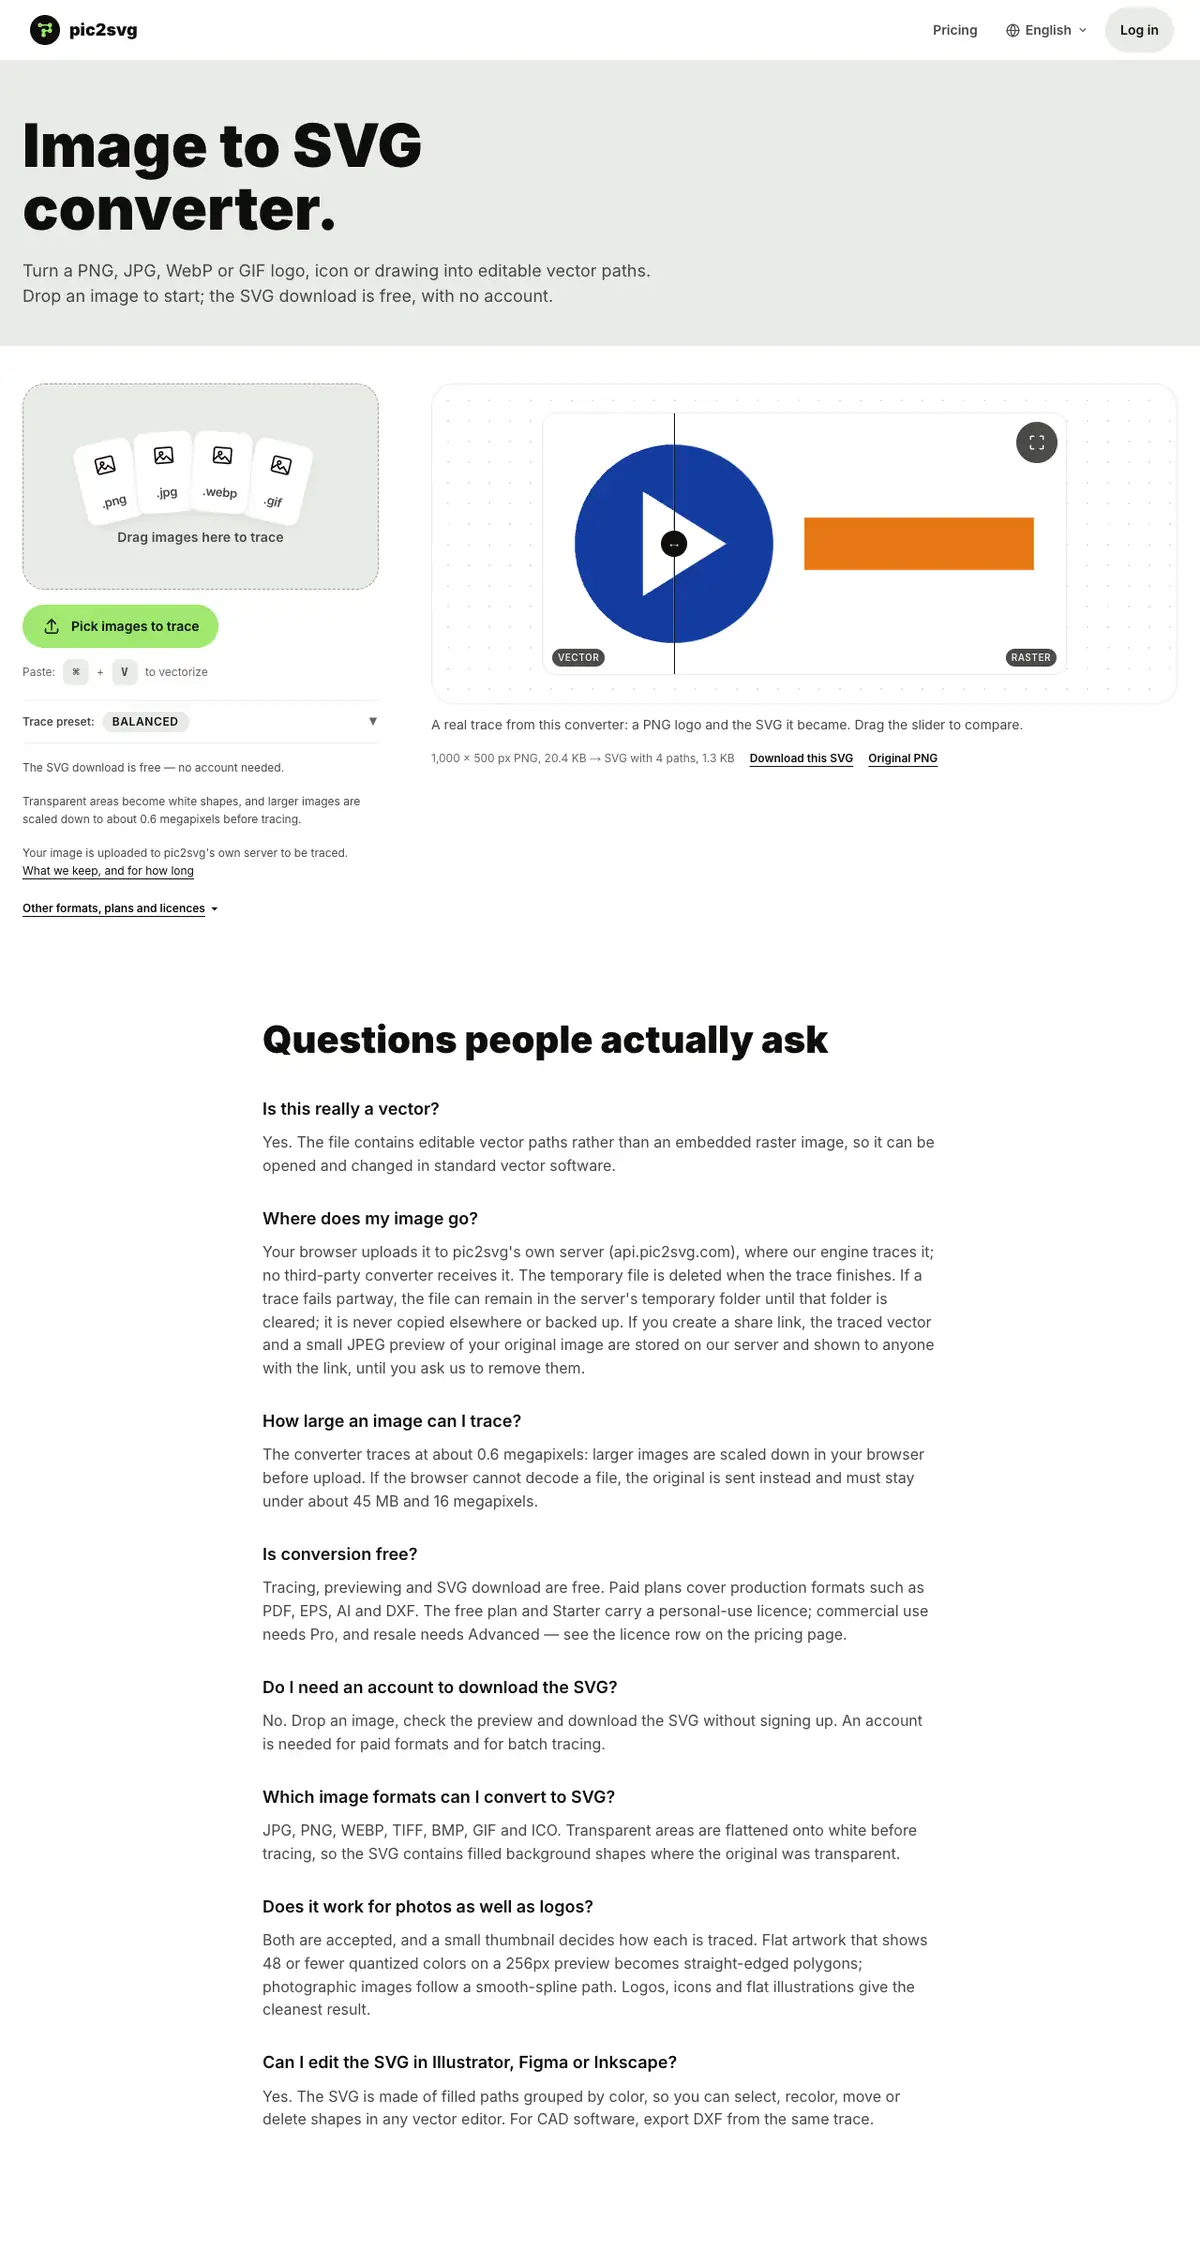 pic2svg
Pricing
English
Log in
Image to SVG
converter.
Turn a PNG, JPG, WebP or GIF logo, icon or drawing into editable vector paths.
Drop an image to start; the SVG download is free, with no account.
.png
.jpg
.webp
.gif
Drag images here to trace
Pick images to trace
Paste: ⌘ + V to vectorize
Trace preset: BALANCED
The SVG download is free — no account needed.
Transparent areas become white shapes, and larger images are
scaled down to about 0.6 megapixels before tracing.
Your image is uploaded to pic2svg's own server to be traced.
What we keep, and for how long
Other formats, plans and licences
VECTOR
RASTER
A real trace from this converter: a PNG logo and the SVG it became. Drag the slider to compare.
1,000 × 500 px PNG, 20.4 KB → SVG with 4 paths, 1.3 KB
Download this SVG
Original PNG
Questions people actually ask
Is this really a vector?
Yes. The file contains editable vector paths rather than an embedded raster image, so it can be
opened and changed in standard vector software.
Where does my image go?
Your browser uploads it to pic2svg's own server (api.pic2svg.com), where our engine traces it;
no third-party converter receives it. The temporary file is deleted when the trace finishes. If a
trace fails partway, the file can remain in the server's temporary folder until that folder is
cleared; it is never copied elsewhere or backed up. If you create a share link, the traced vector
and a small JPEG preview of your original image are stored on our server and shown to anyone
with the link, until you ask us to remove them.
How large an image can I trace?
The converter traces at about 0.6 megapixels: larger images are scaled down in your browser
before upload. If the browser cannot decode a file, the original is sent instead and must stay
under about 45 MB and 16 megapixels.
Is conversion free?
Tracing, previewing and SVG download are free. Paid plans cover production formats such as
PDF, EPS, AI and DXF. The free plan and Starter carry a personal-use licence; commercial use
needs Pro, and resale needs Advanced — see the licence row on the pricing page.
Do I need an account to download the SVG?
No. Drop an image, check the preview and download the SVG without signing up. An account
is needed for paid formats and for batch tracing.
Which image formats can I convert to SVG?
JPG, PNG, WEBP, TIFF, BMP, GIF and ICO. Transparent areas are flattened onto white before
tracing, so the SVG contains filled background shapes where the original was transparent.
Does it work for photos as well as logos?
Both are accepted, and a small thumbnail decides how each is traced. Flat artwork that shows
48 or fewer quantized colors on a 256px preview becomes straight-edged polygons;
photographic images follow a smooth-spline path. Logos, icons and flat illustrations give the
cleanest result.
Can I edit the SVG in Illustrator, Figma or Inkscape?
Yes. The SVG is made of filled paths grouped by color, so you can select, recolor, move or
delete shapes in any vector editor. For CAD software, export DXF from the same trace.